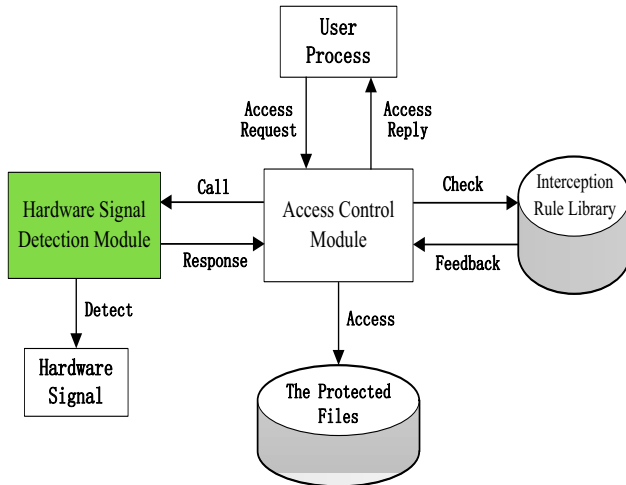 User
Process
Access
Request
Access
Reply
Call
Check
Hardware Signal
Detection Module
Access Control
Module
Interception
Rule Library
Response
Feedback
Detect
Access
Hardware
Signal
The Protected
Files